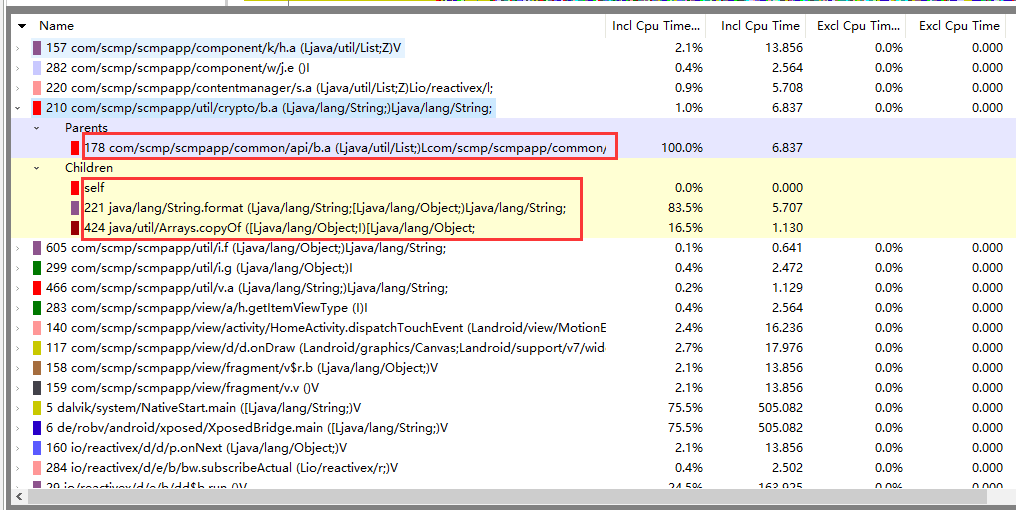 Name Incl Cpu Time... Incl Cpu Time Excl Cpu Tim... Excl Cpu Time
157 com/scmp/scmpapp/component/k/h.a (Ljava/util/List;Z)V 2.1% 13.856 0.0% 0.000
282 com/scmp/scmpapp/component/w/j.e ()I 0.4% 2.564 0.0% 0.000
220 com/scmp/scmpapp/contentmanager/s.a (Ljava/util/List;Z)Lio/reactivex/l; 0.9% 5.708 0.0% 0.000
210 com/scmp/scmpapp/util/crypto/b.a (Ljava/lang/String;)Ljava/lang/String; 1.0% 6.837 0.0% 0.000
Parents
178 com/scmp/scmpapp/common/api/b.a (Ljava/util/List;)Lcom/scmp/scmpapp/common/ 100.0% 6.837
Children
self 0.0% 0.000
221 java/lang/String.format (Ljava/lang/String;[Ljava/lang/Object;)Ljava/lang/String; 83.5% 5.707
424 java/util/Arrays.copyOf ([Ljava/lang/Object;I)[Ljava/lang/Object; 16.5% 1.130
605 com/scmp/scmpapp/util/i.f (Ljava/lang/Object;)Ljava/lang/String; 0.1% 0.641 0.0% 0.000
299 com/scmp/scmpapp/util/i.g (Ljava/lang/Object;)I 0.4% 2.472 0.0% 0.000
466 com/scmp/scmpapp/util/v.a (Ljava/lang/String;)Ljava/lang/String; 0.2% 1.129 0.0% 0.000
283 com/scmp/scmpapp/view/a/h.getItemViewType (I)I 0.4% 2.564 0.0% 0.000
140 com/scmp/scmpapp/view/activity/HomeActivity.dispatchTouchEvent (Landroid/view/MotionE 2.4% 16.236 0.0% 0.000
117 com/scmp/scmpapp/view/d/d.onDraw (Landroid/graphics/Canvas;Landroid/support/v7/wid 2.7% 17.976 0.0% 0.000
158 com/scmp/scmpapp/view/fragment/v$r.b (Ljava/lang/Object;)V 2.1% 13.856 0.0% 0.000
159 com/scmp/scmpapp/view/fragment/v.v ()V 2.1% 13.856 0.0% 0.000
5 dalvik/system/NativeStart.main ([Ljava/lang/String;)V 75.5% 505.082 0.0% 0.000
6 de/robv/android/xposed/XposedBridge.main ([Ljava/lang/String;)V 75.5% 505.082 0.0% 0.000
160 io/reactivex/d/d/p.onNext (Ljava/lang/Object;)V 2.1% 13.856 0.0% 0.000
284 io/reactivex/d/e/b/bw.subscribeActual (Lio/reactivex/r;)V 0.4% 2.502 0.0% 0.000
29 io/reactivex/d/e/b/dd$b.run ()V 24.5% 163.925 0.0% 0.000